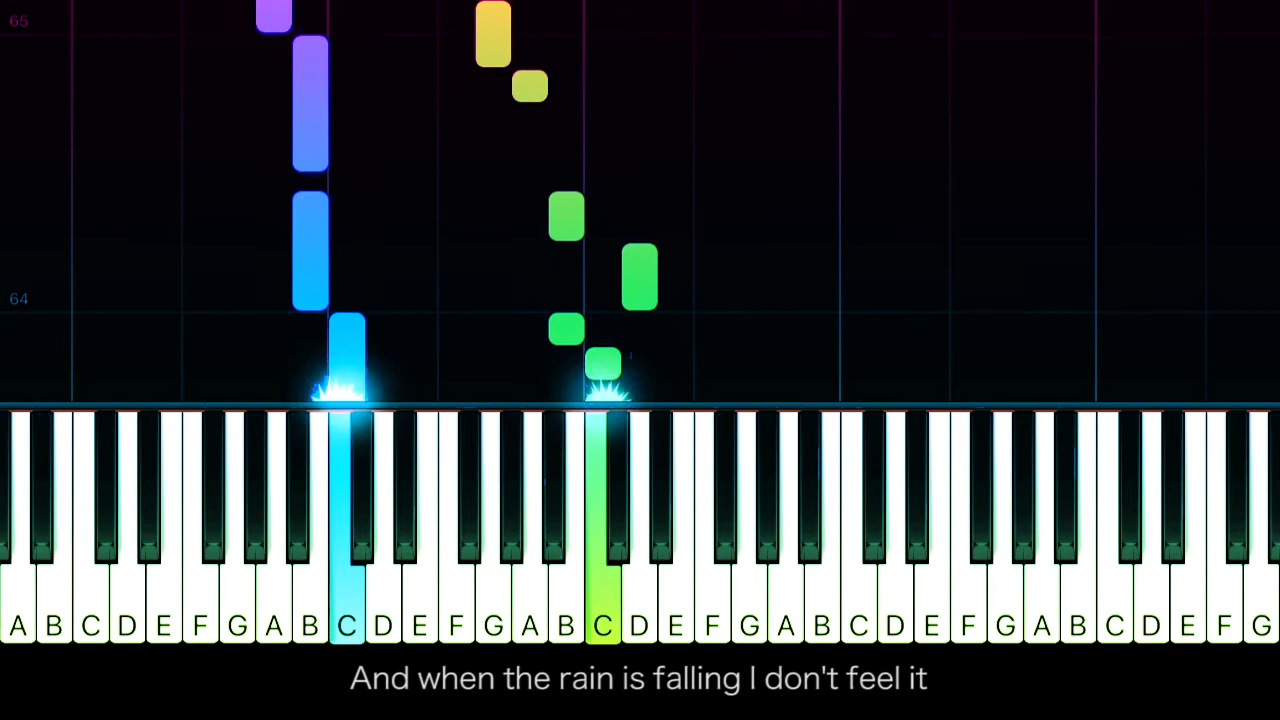 65
64
A B C D E F G A B C D E F G A B C D E F G A B C D E F G A B C D E F G
And when the rain is falling I don't feel it